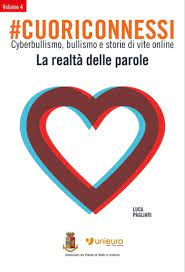 Volume 4
#CUORICONNESSI
Cyberbullismo, bullismo e storie di vite online
La realtà delle parole
LUCA
PAGLIARI
unieuro